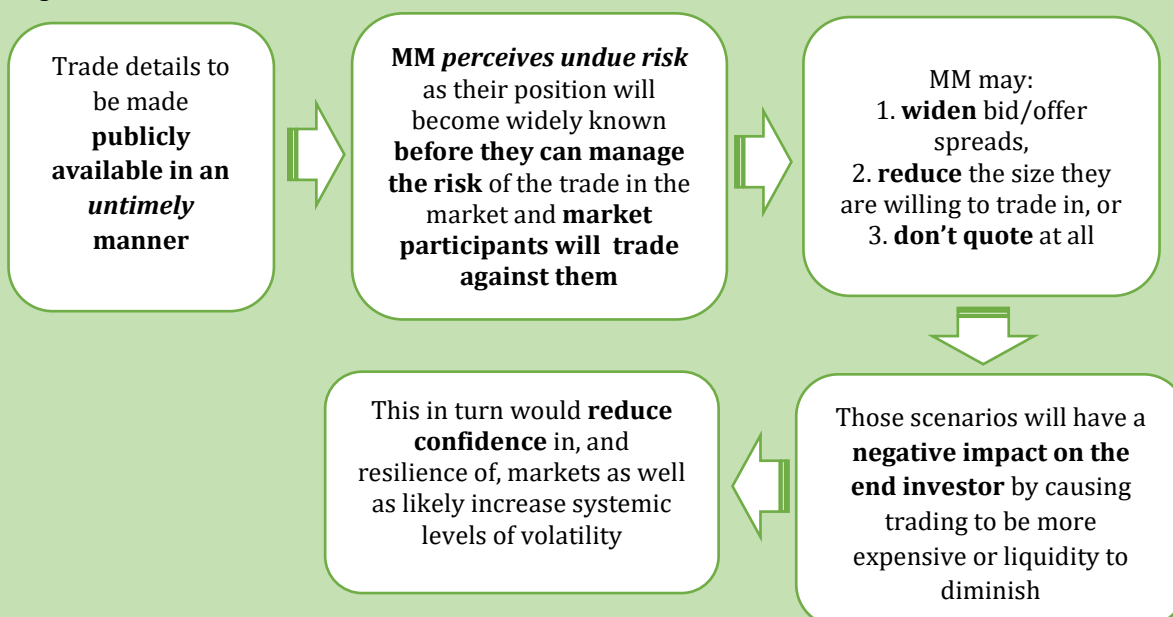 Trade details to
be made
publicly
available in an
untimely
manner
MM perceives undue risk
as their position will
become widely known
before they can manage
the risk of the trade in the
market and market
participants will trade
against them
MM may:
1. widen bid/offer
spreads,
2. reduce the size they
are willing to trade in, or
3. don’t quote at all
Those scenarios will have a
negative impact on the
end investor by causing
trading to be more
expensive or liquidity to
diminish
This in turn would reduce
confidence in, and
resilience of, markets as well
as likely increase systemic
levels of volatility